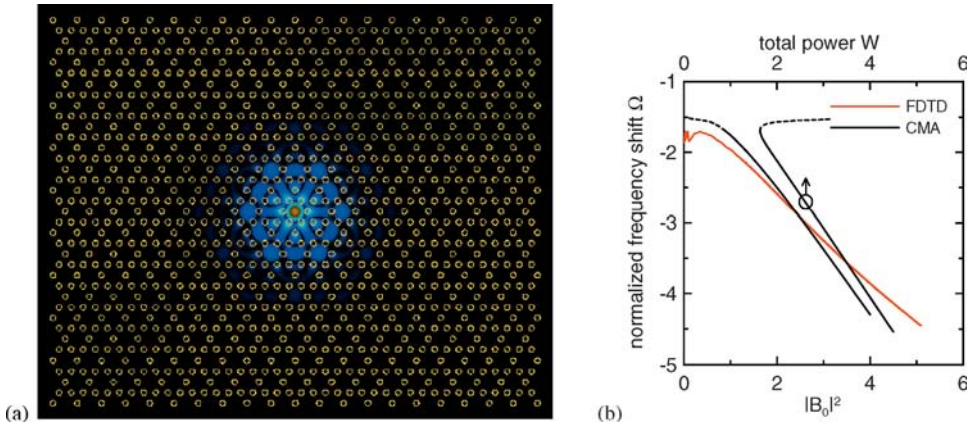 (a)
total power W
0 2 4 6
normalized frequency shift Ω
-1
-2
-3
-4
-5
FDTD
CMA
0 2 4 6
|B₀|²
(b)